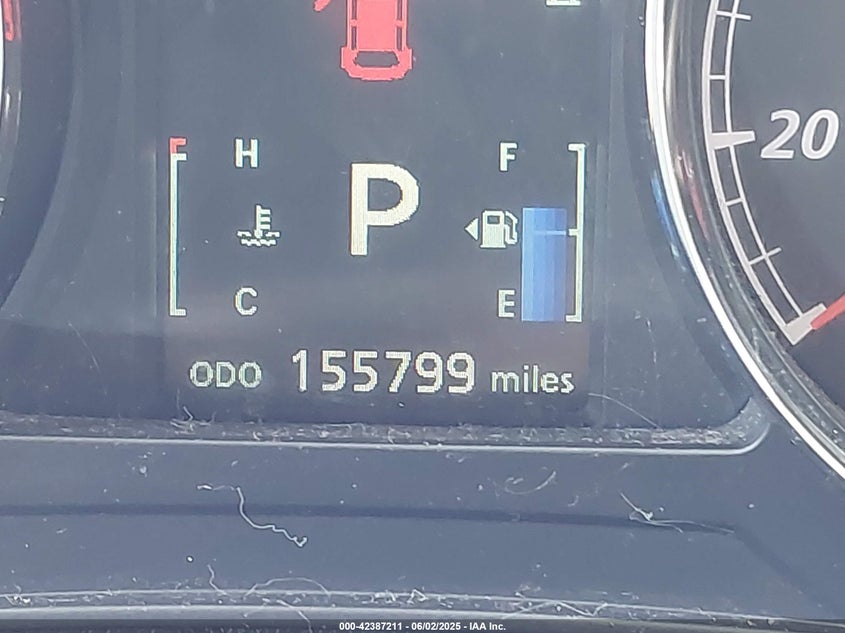 20
H F
P
C E
ODO 155799 miles
000-42387211 - 06/02/2025 - IAA Inc.